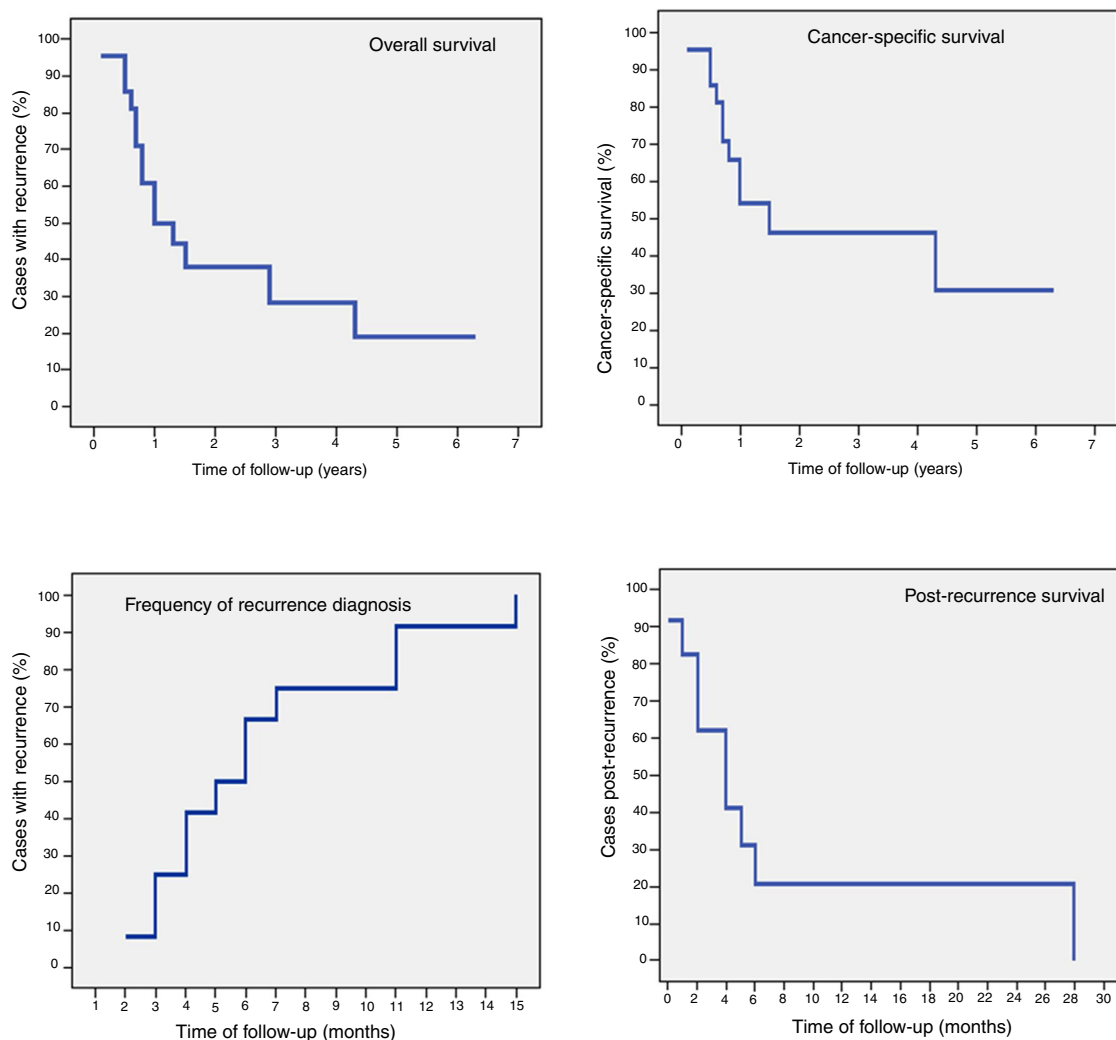 Overall survival
Cases with recurrence (%)
100
90
80
70
60
50
40
30
20
10
0
0 1 2 3 4 5 6 7
Time of follow-up (years)
Cancer-specific survival
Cancer-specific survival (%)
100
90
80
70
60
50
40
30
20
10
0
0 1 2 3 4 5 6 7
Time of follow-up (years)
Frequency of recurrence diagnosis
Cases with recurrence (%)
100
90
80
70
60
50
40
30
20
10
0
1 2 3 4 5 6 7 8 9 10 11 12 13 14 15
Time of follow-up (months)
Post-recurrence survival
Cases post-recurrence (%)
100
90
80
70
60
50
40
30
20
10
0
0 2 4 6 8 10 12 14 16 18 20 22 24 26 28 30
Time of follow-up (months)